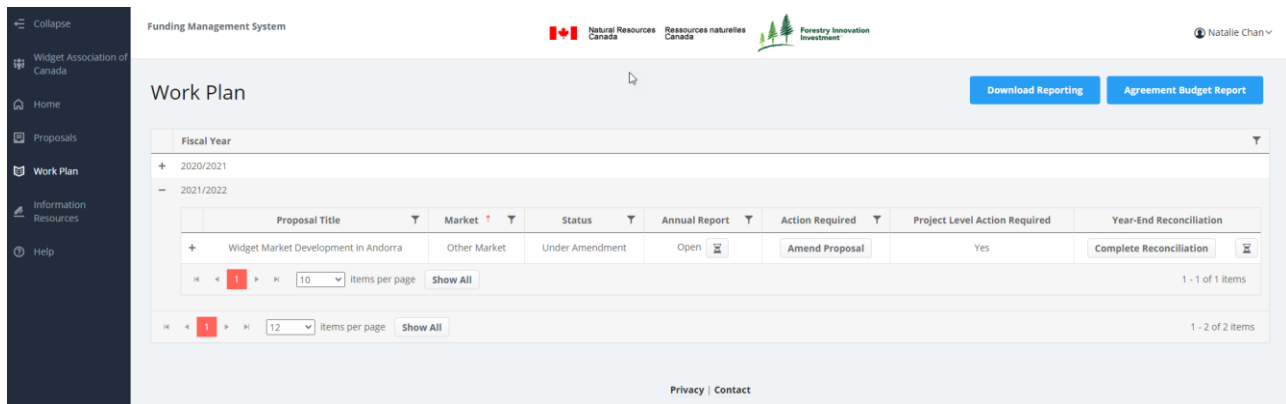 Collapse
Widget Association of
Canada
Home
Proposals
Work Plan
Information
Resources
Help
Funding Management System
Natural Resources
Canada
Ressources naturelles
Canada
Forestry Innovation
Investment
Natalie Chan
Work Plan
Download Reporting
Agreement Budget Report
Fiscal Year
+ 2020/2021
− 2021/2022
Proposal Title Market ↑ Status Annual Report Action Required Project Level Action Required Year-End Reconciliation
+ Widget Market Development in Andorra Other Market Under Amendment Open Amend Proposal Yes Complete Reconciliation
1 10 items per page Show All 1 - 1 of 1 items
1 12 items per page Show All 1 - 2 of 2 items
Privacy | Contact